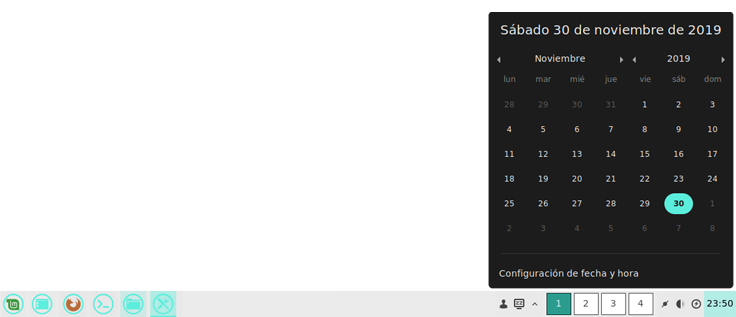 Sábado 30 de noviembre de 2019
Noviembre 2019
lun mar mié jue vie sáb dom
28 29 30 31 1 2 3
4 5 6 7 8 9 10
11 12 13 14 15 16 17
18 19 20 21 22 23 24
25 26 27 28 29 30 1
2 3 4 5 6 7 8
Configuración de fecha y hora
1 2 3 4 23:50